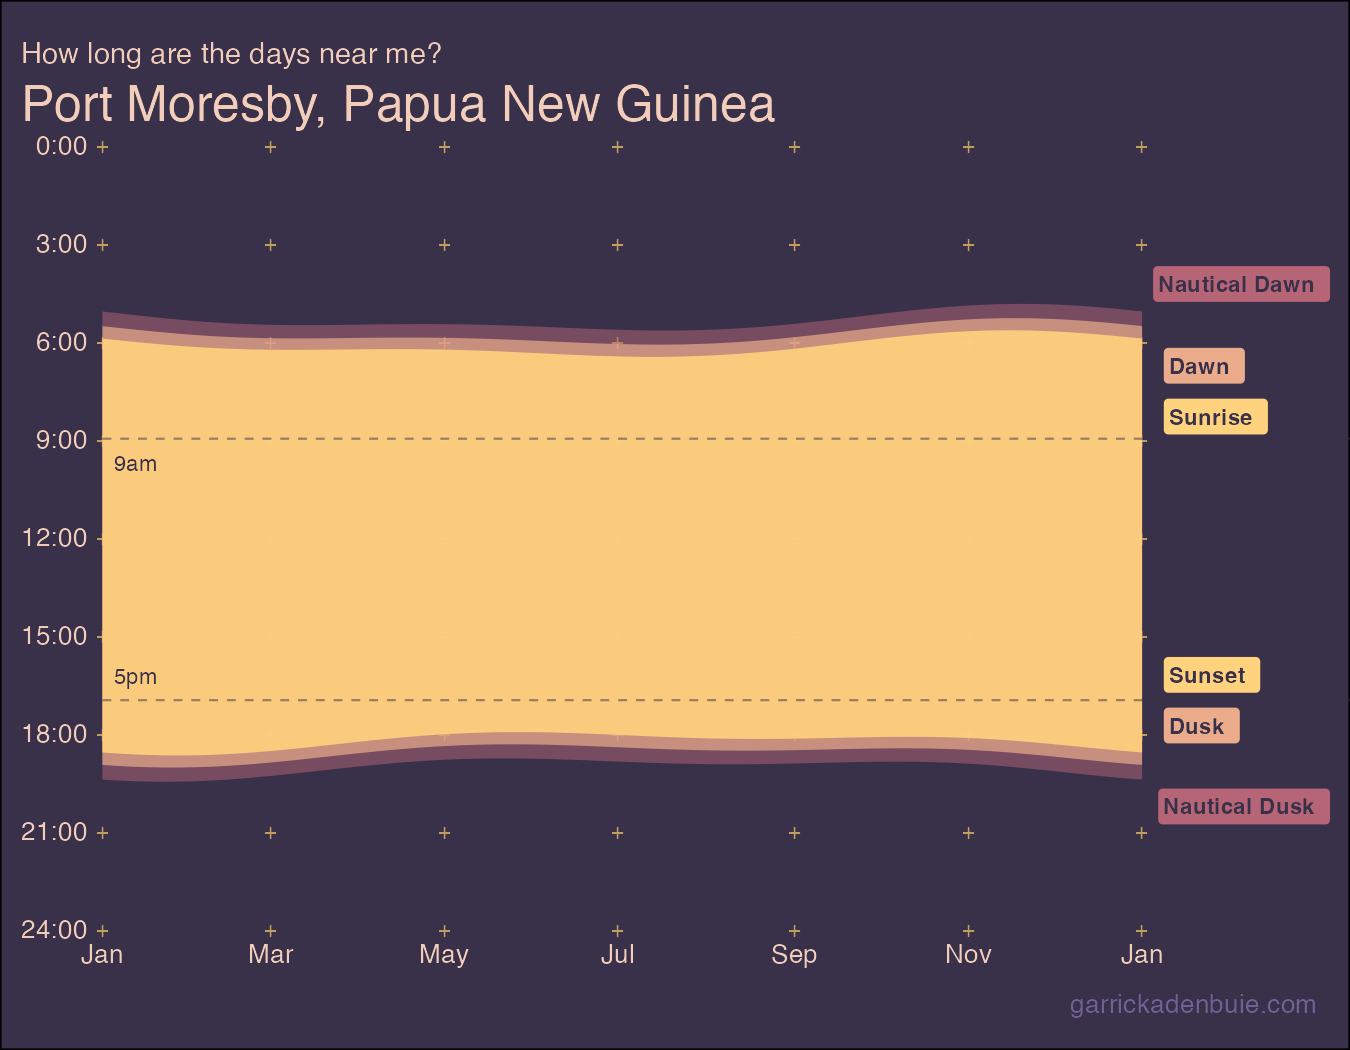 How long are the days near me?
Port Moresby, Papua New Guinea
0:00
3:00
Nautical Dawn
6:00
Dawn
Sunrise
9:00
9am
12:00
15:00
5pm
Sunset
18:00
Dusk
Nautical Dusk
21:00
24:00
Jan Mar May Jul Sep Nov Jan
garrickadenbuie.com